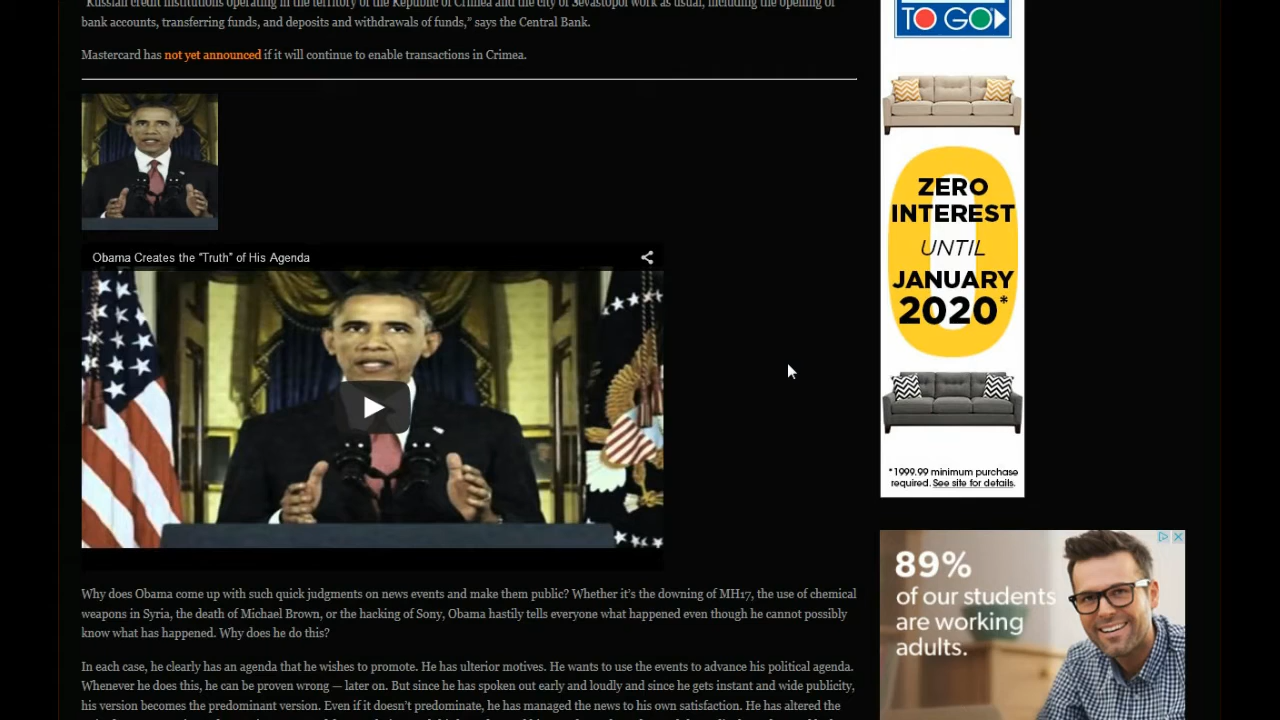 "Russian credit institutions operating in the territory of the Republic of Crimea and the city of Sevastopol work as usual, including the opening of
bank accounts, transferring funds, and deposits and withdrawals of funds," says the Central Bank.
Mastercard has not yet announced if it will continue to enable transactions in Crimea.
Obama Creates the "Truth" of His Agenda
Why does Obama come up with such quick judgments on news events and make them public? Whether it's the downing of MH17, the use of chemical
weapons in Syria, the death of Michael Brown, or the hacking of Sony, Obama hastily tells everyone what happened even though he cannot possibly
know what has happened. Why does he do this?
In each case, he clearly has an agenda that he wishes to promote. He has ulterior motives. He wants to use the events to advance his political agenda.
Whenever he does this, he can be proven wrong — later on. But since he has spoken out early and loudly and since he gets instant and wide publicity,
his version becomes the predominant version. Even if it doesn't predominate, he has managed the news to his own satisfaction. He has altered the
TO GO
ZERO
INTEREST
UNTIL
JANUARY
2020*
*1999.99 minimum purchase
required. See site for details.
89%
of our students
are working
adults.